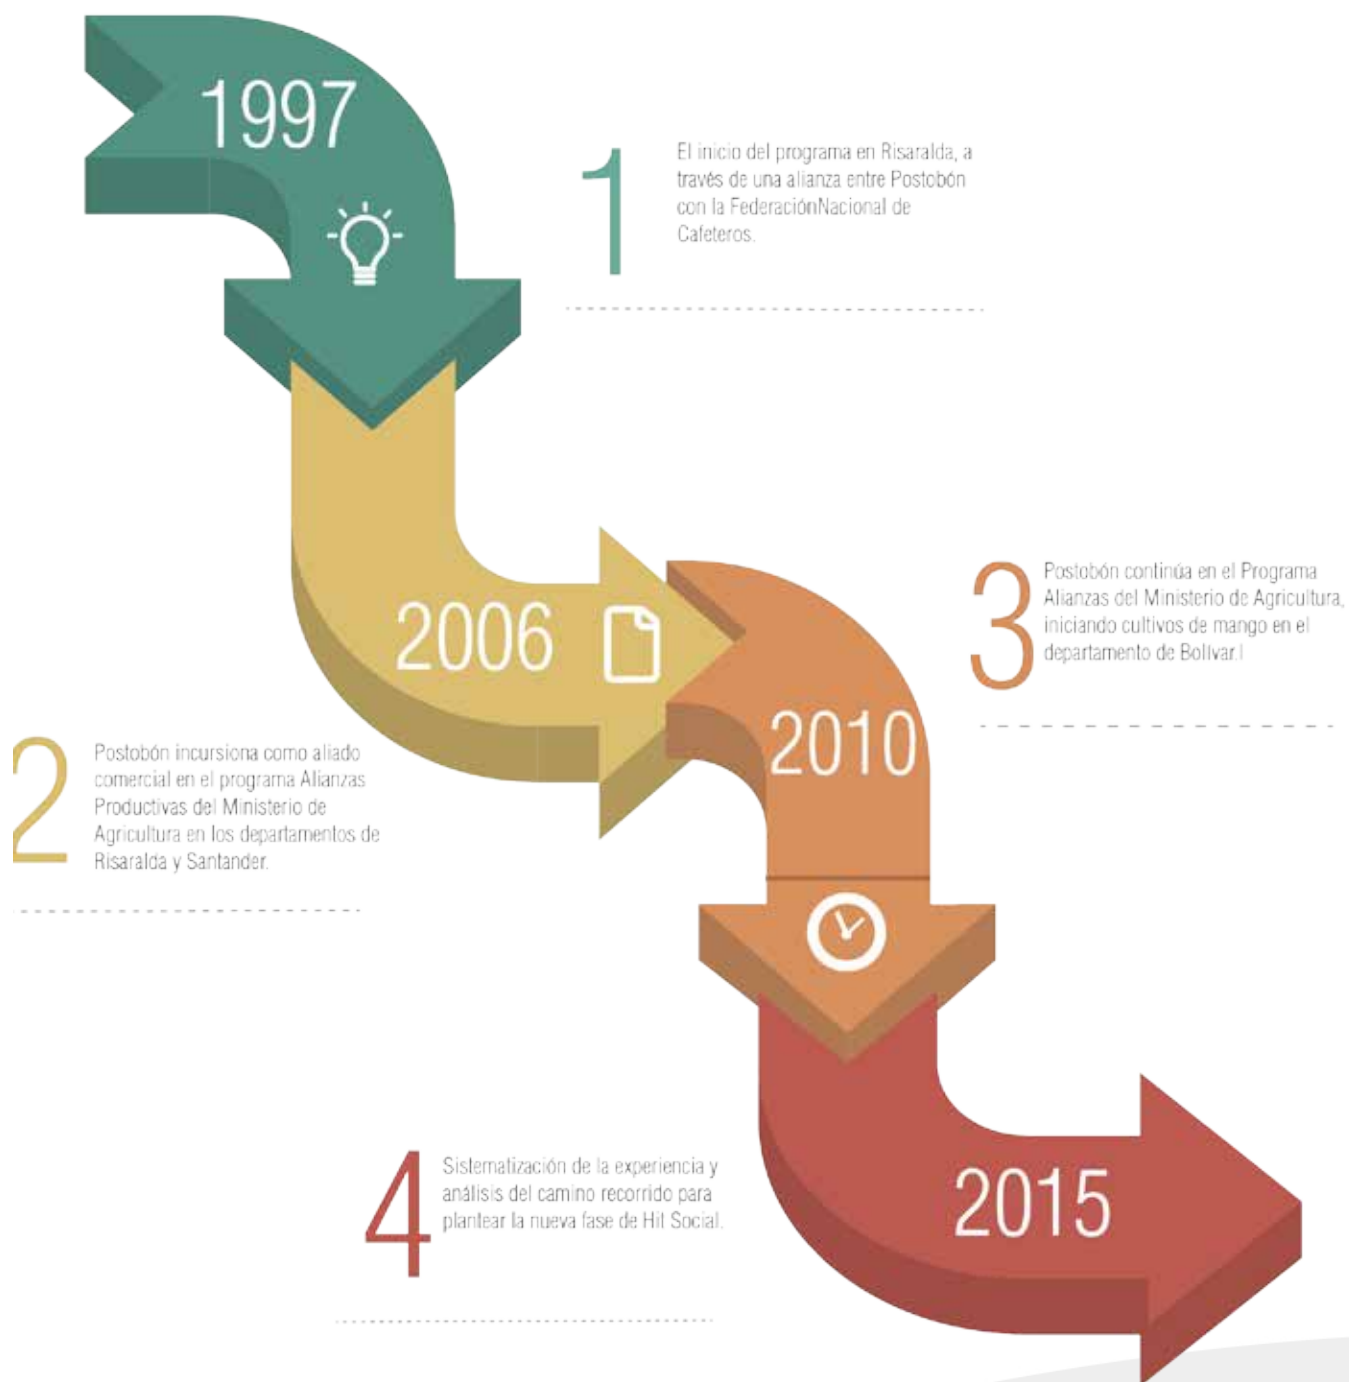 1997
1
El inicio del programa en Risaralda, a
través de una alianza entre Postobón
con la FederaciónNacional de
Cafeteros.
2006
3
Postobón continúa en el Programa
Alianzas del Ministerio de Agricultura,
iniciando cultivos de mango en el
departamento de Bolívar.l
2010
2
Postobón incursiona como aliado
comercial en el programa Alianzas
Productivas del Ministerio de
Agricultura en los departamentos de
Risaralda y Santander.
4
Sistematización de la experiencia y
análisis del camino recorrido para
plantear la nueva fase de Hit Social.
2015